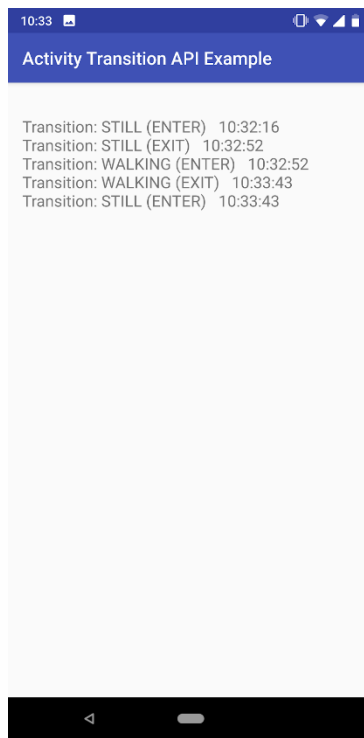 10:33
Activity Transition API Example
Transition: STILL (ENTER) 10:32:16
Transition: STILL (EXIT) 10:32:52
Transition: WALKING (ENTER) 10:32:52
Transition: WALKING (EXIT) 10:33:43
Transition: STILL (ENTER) 10:33:43